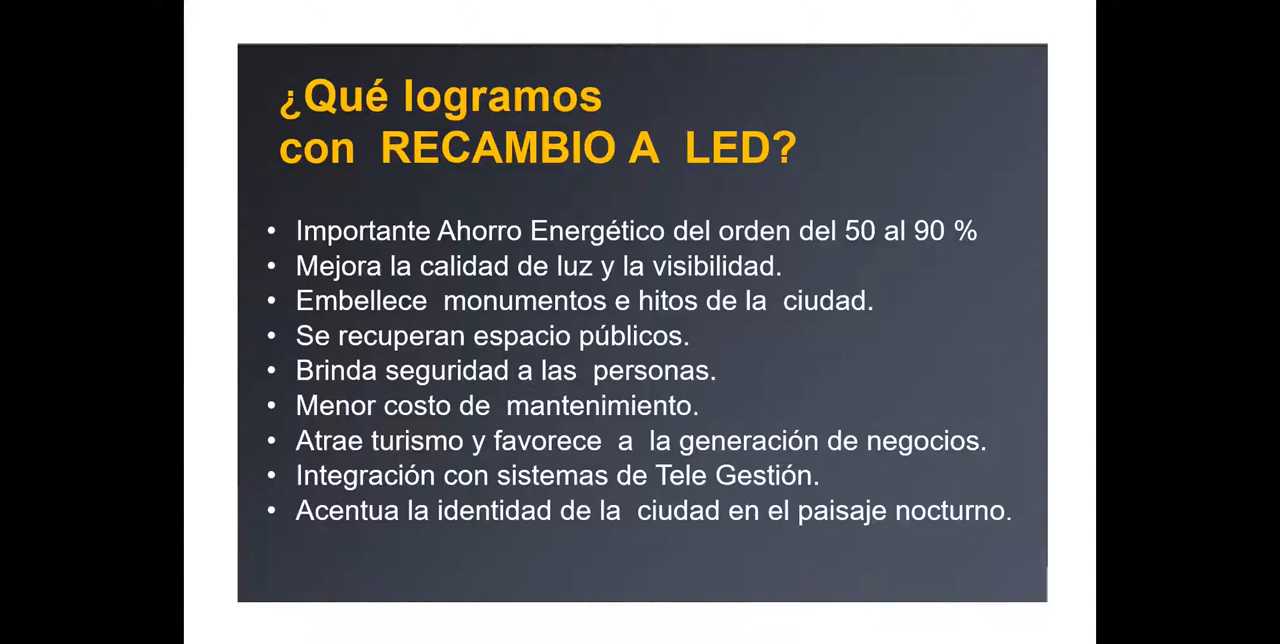 ¿Qué logramos
con RECAMBIO A LED?
• Importante Ahorro Energético del orden del 50 al 90 %
• Mejora la calidad de luz y la visibilidad.
• Embellece monumentos e hitos de la ciudad.
• Se recuperan espacio públicos.
• Brinda seguridad a las personas.
• Menor costo de mantenimiento.
• Atrae turismo y favorece a la generación de negocios.
• Integración con sistemas de Tele Gestión.
• Acentua la identidad de la ciudad en el paisaje nocturno.